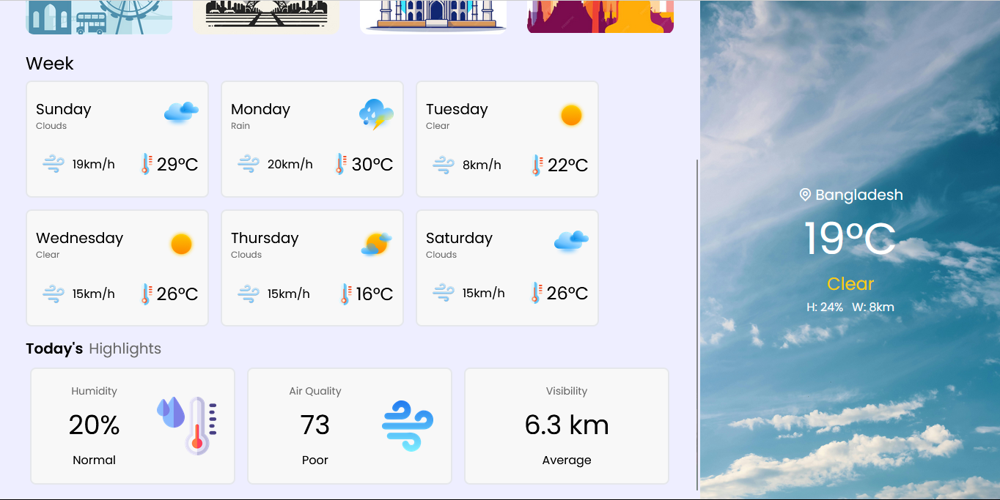 Week
Sunday
Clouds
19km/h
29°C
Monday
Rain
20km/h
30°C
Tuesday
Clear
8km/h
22°C
Wednesday
Clear
15km/h
26°C
Thursday
Clouds
15km/h
16°C
Saturday
Clouds
15km/h
26°C
Today's Highlights
Humidity
20%
Normal
Air Quality
73
Poor
Visibility
6.3 km
Average
Bangladesh
19°C
Clear
H: 24% W: 8km